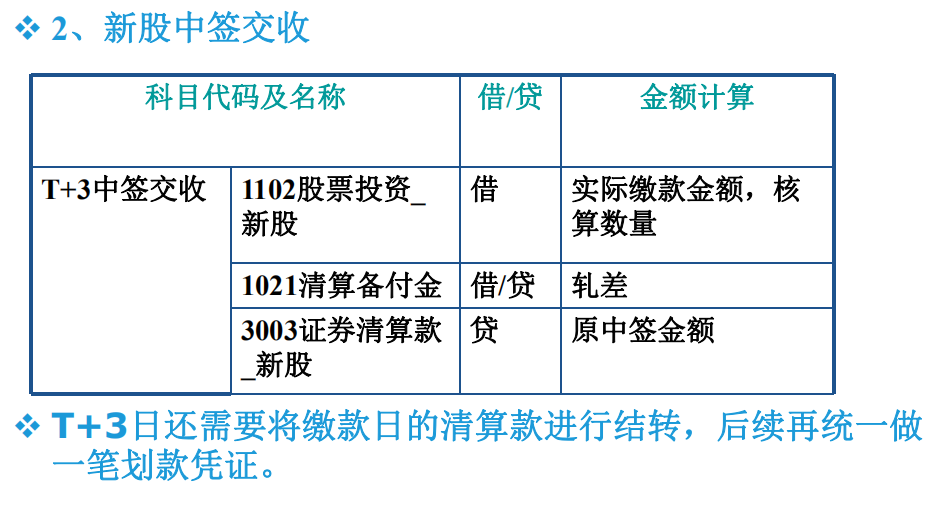 ❖ 2、新股中签交收
科目代码及名称 借/贷 金额计算
T+3中签交收 1102股票投资_ 借 实际缴款金额，核
新股 算数量
1021清算备付金 借/贷 轧差
3003证券清算款 贷 原中签金额
_新股
❖ T+3日还需要将缴款日的清算款进行结转，后续再统一做
一笔划款凭证。